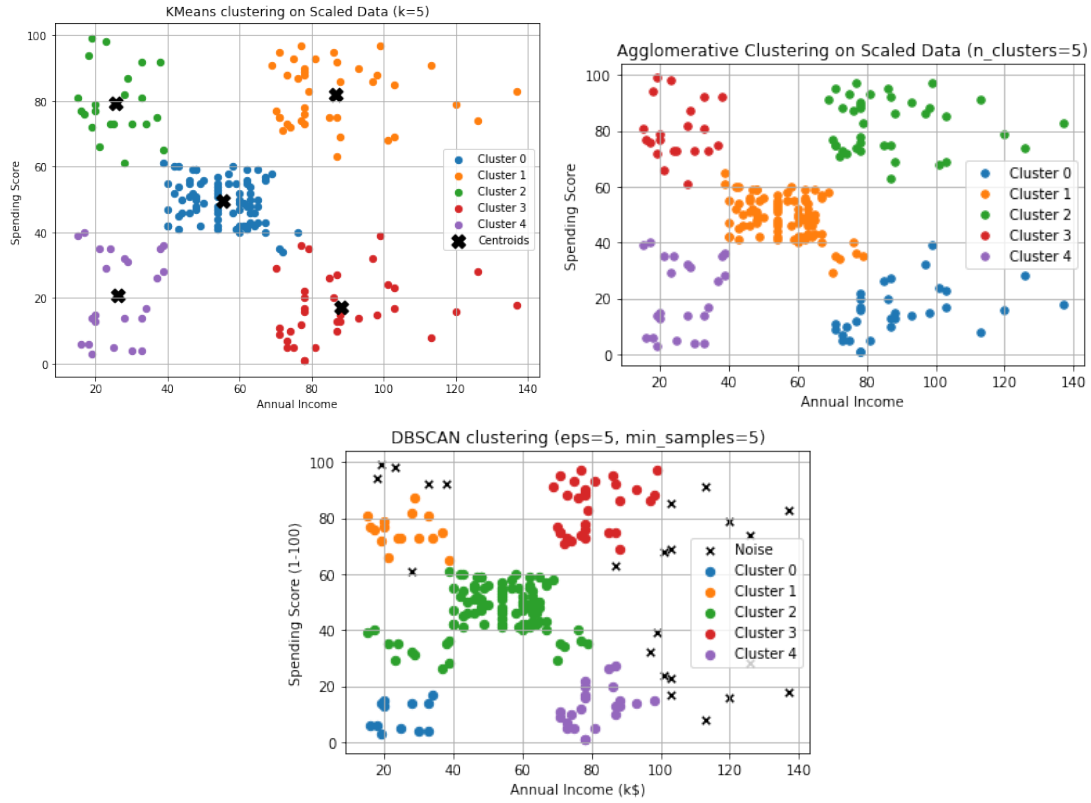 KMeans clustering on Scaled Data (k=5)
100
80
60
40
20
0
Spending Score
Cluster 0
Cluster 1
Cluster 2
Cluster 3
Cluster 4
Centroids
20 40 60 80 100 120 140
Annual Income
Agglomerative Clustering on Scaled Data (n_clusters=5)
100
80
60
40
20
0
Spending Score
Cluster 0
Cluster 1
Cluster 2
Cluster 3
Cluster 4
20 40 60 80 100 120 140
Annual Income
DBSCAN clustering (eps=5, min_samples=5)
100
80
60
40
20
0
Spending Score (1-100)
Noise
Cluster 0
Cluster 1
Cluster 2
Cluster 3
Cluster 4
20 40 60 80 100 120 140
Annual Income (k$)